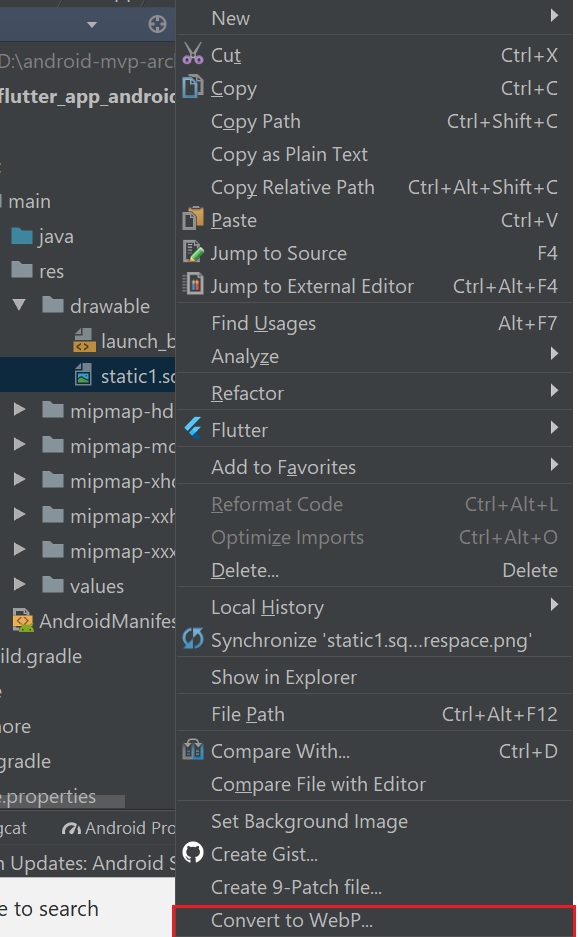 D:\android-mvp-arc
flutter_app_android
main
java
res
drawable
launch_b
static1.sq
mipmap-hd
mipmap-mc
mipmap-xhc
mipmap-xxh
mipmap-xxx
values
AndroidManifes
ild.gradle
gradle
e.properties
gcat
Android Pro
n Updates: Android S
e to search
New
Cut Ctrl+X
Copy Ctrl+C
Copy Path Ctrl+Shift+C
Copy as Plain Text
Copy Relative Path Ctrl+Alt+Shift+C
Paste Ctrl+V
Jump to Source F4
Jump to External Editor Ctrl+Alt+F4
Find Usages Alt+F7
Analyze
Refactor
Flutter
Add to Favorites
Reformat Code Ctrl+Alt+L
Optimize Imports Ctrl+Alt+O
Delete... Delete
Local History
Synchronize 'static1.sq...respace.png'
Show in Explorer
File Path Ctrl+Alt+F12
Compare With... Ctrl+D
Compare File with Editor
Set Background Image
Create Gist...
Create 9-Patch file...
Convert to WebP...